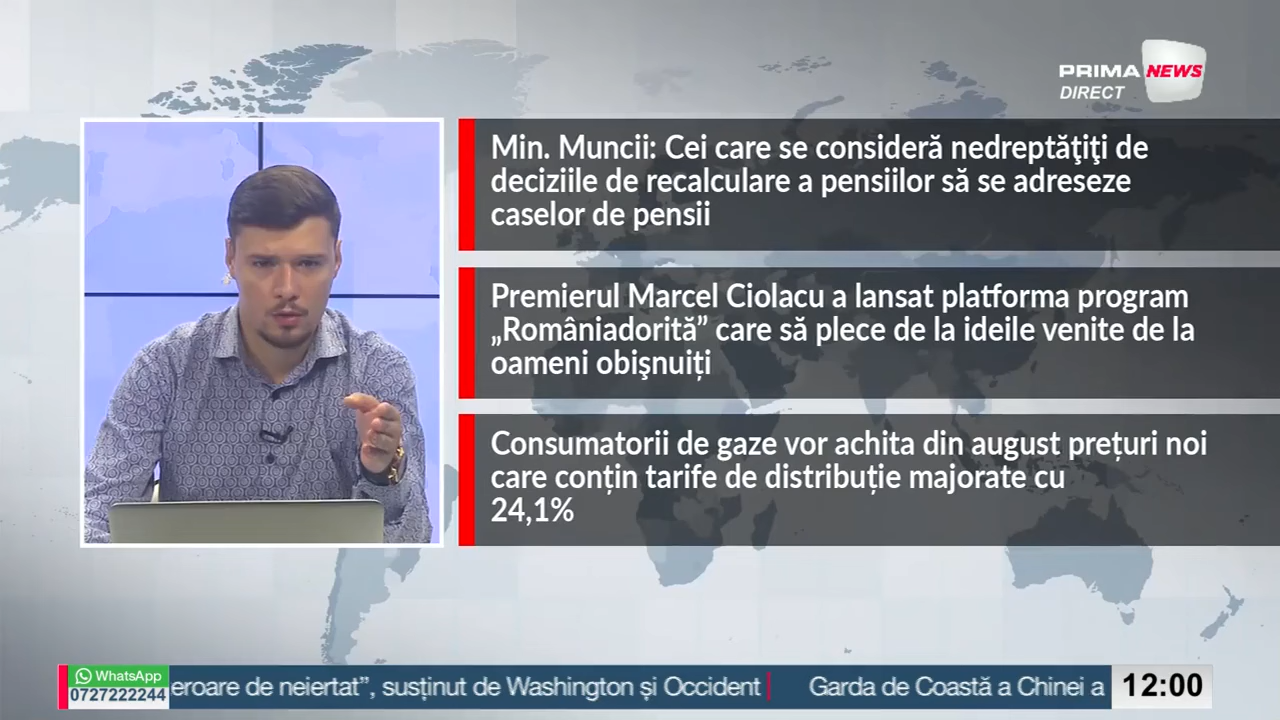 PRIMA NEWS
DIRECT
Min. Muncii: Cei care se consideră nedreptăţiţi de
deciziile de recalculare a pensiilor să se adreseze
caselor de pensii
Premierul Marcel Ciolacu a lansat platforma program
„Româniadorită” care să plece de la ideile venite de la
oameni obişnuiți
Consumatorii de gaze vor achita din august prețuri noi
care conțin tarife de distribuție majorate cu
24,1%
WhatsApp
0727222244
eroare de neiertat”, susținut de Washington și Occident
Garda de Coastă a Chinei a
12:00